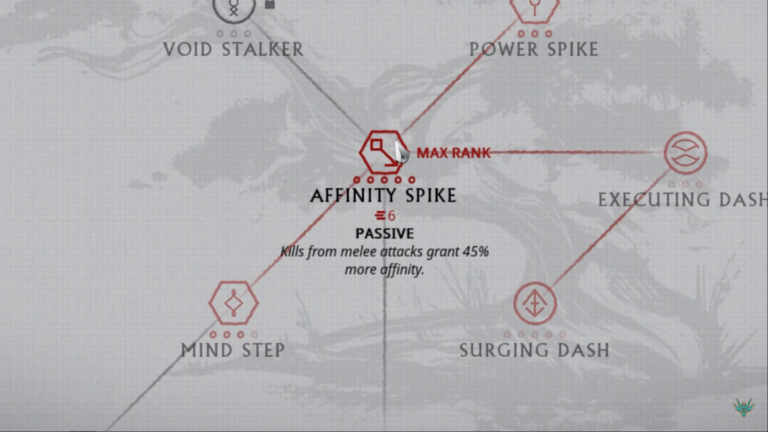 VOID STALKER
POWER SPIKE
MAX RANK
AFFINITY SPIKE
6
PASSIVE
Kills from melee attacks grant 45%
more affinity.
EXECUTING DASH
MIND STEP
SURGING DASH